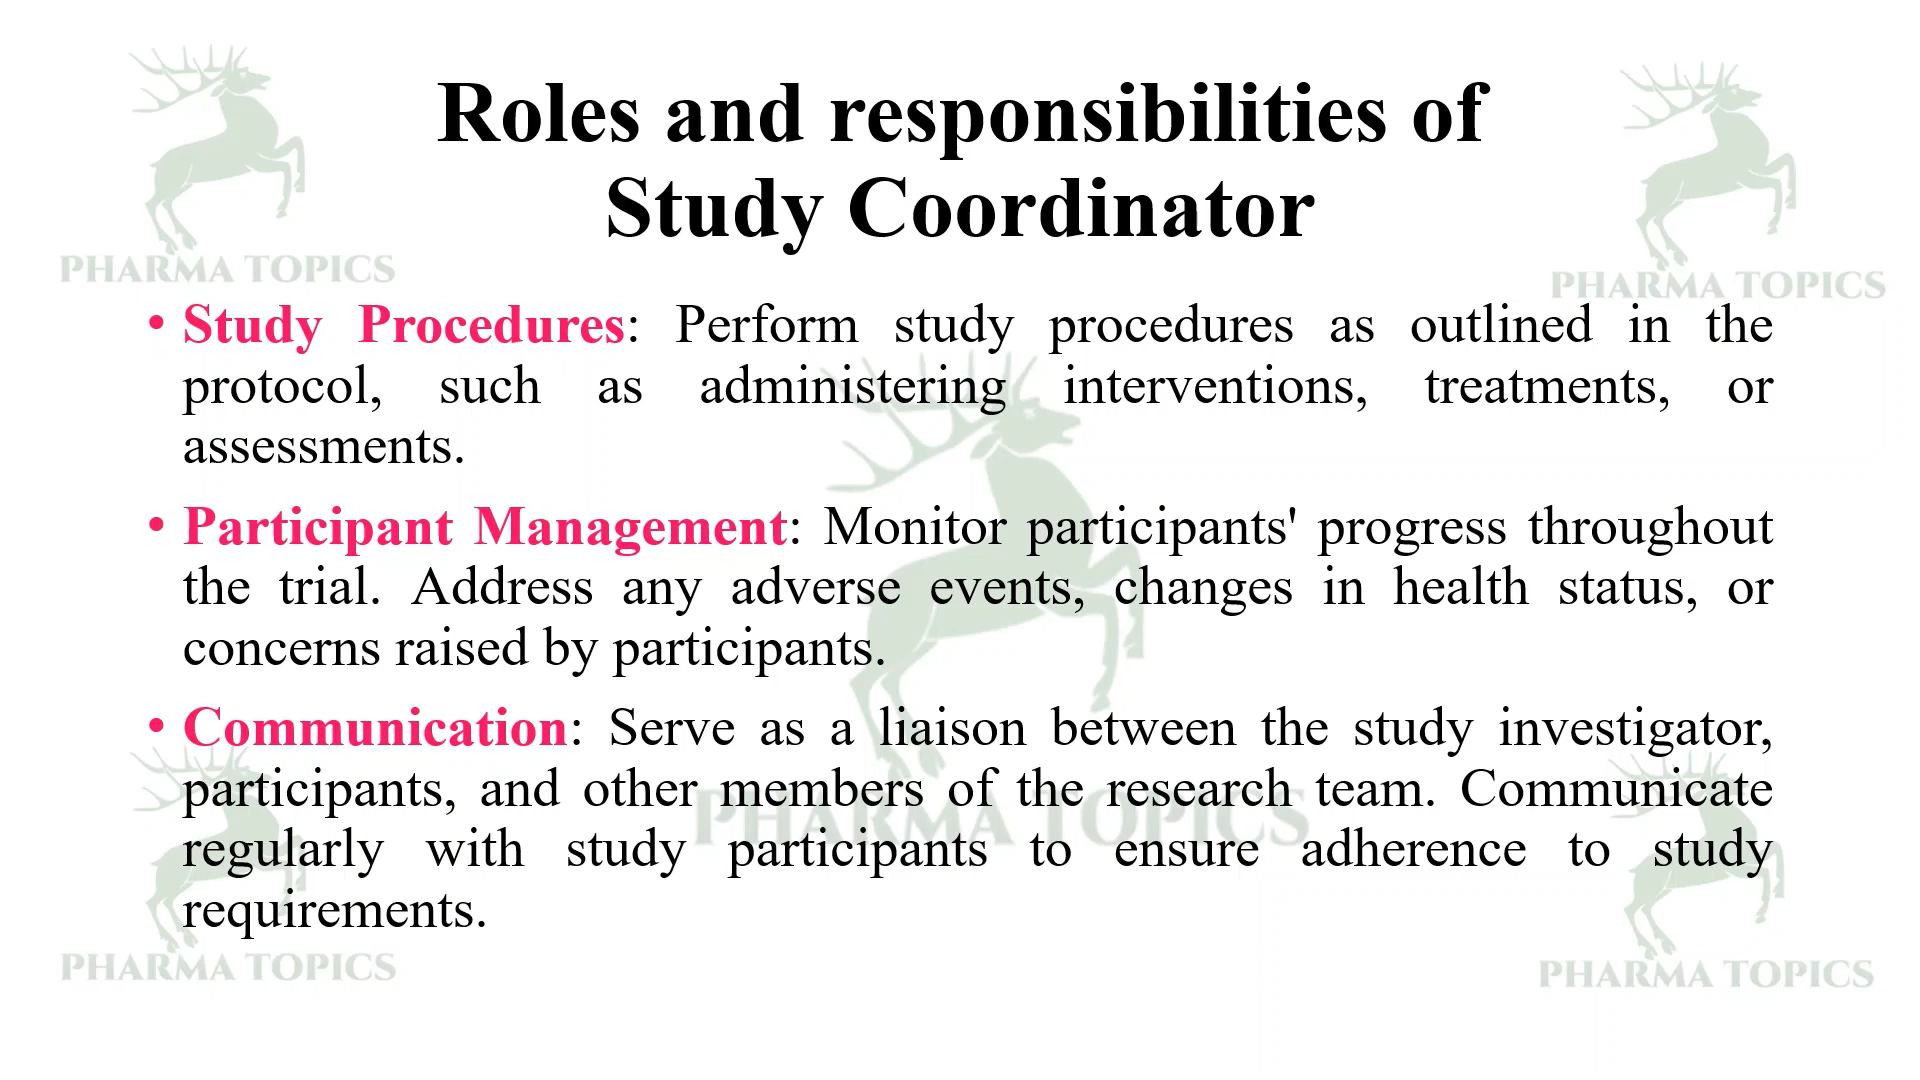 Roles and responsibilities of
Study Coordinator
PHARMA TOPICS
PHARMA TOPICS
• Study Procedures: Perform study procedures as outlined in the
protocol, such as administering interventions, treatments, or
assessments.
• Participant Management: Monitor participants' progress throughout
the trial. Address any adverse events, changes in health status, or
concerns raised by participants.
• Communication: Serve as a liaison between the study investigator,
participants, and other members of the research team. Communicate
regularly with study participants to ensure adherence to study
requirements.
PHARMA TOPICS
PHARMA TOPICS
PHARMA TOPICS